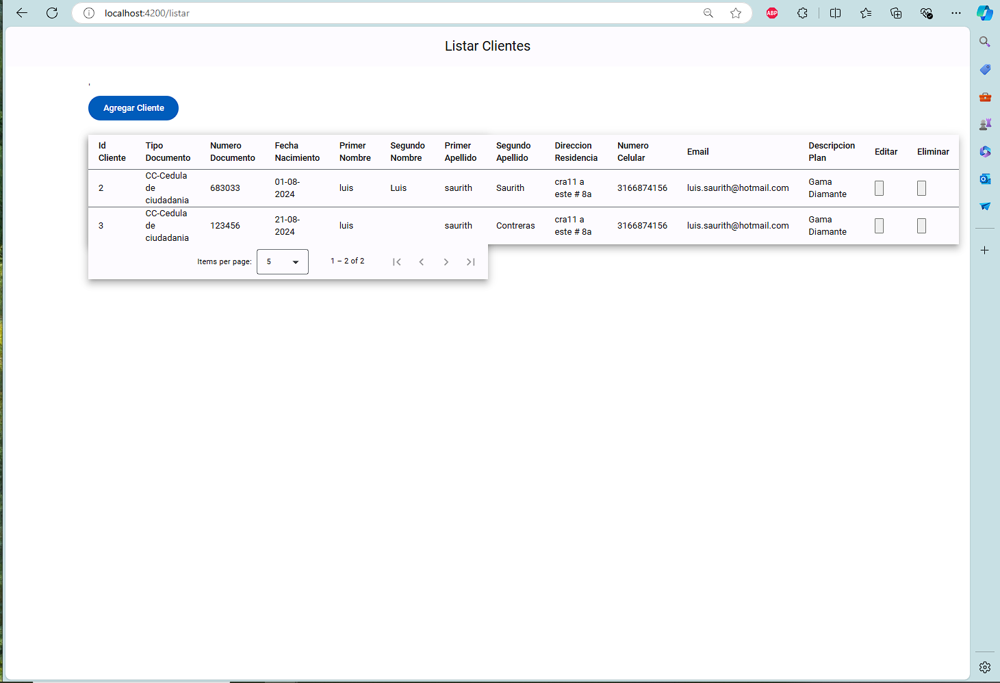 localhost:4200/listar
ABP
Listar Clientes
Agregar Cliente
Id Cliente Tipo Documento Numero Documento Fecha Nacimiento Primer Nombre Segundo Nombre Primer Apellido Segundo Apellido Direccion Residencia Numero Celular Email Descripcion Plan Editar Eliminar
2 CC-Cedula de ciudadania 683033 01-08-2024 luis Luis saurith Saurith cra11 a este # 8a 3166874156 luis.saurith@hotmail.com Gama Diamante
3 CC-Cedula de ciudadania 123456 21-08-2024 luis saurith Contreras cra11 a este # 8a 3166874156 luis.saurith@hotmail.com Gama Diamante
Items per page: 5 1 – 2 of 2